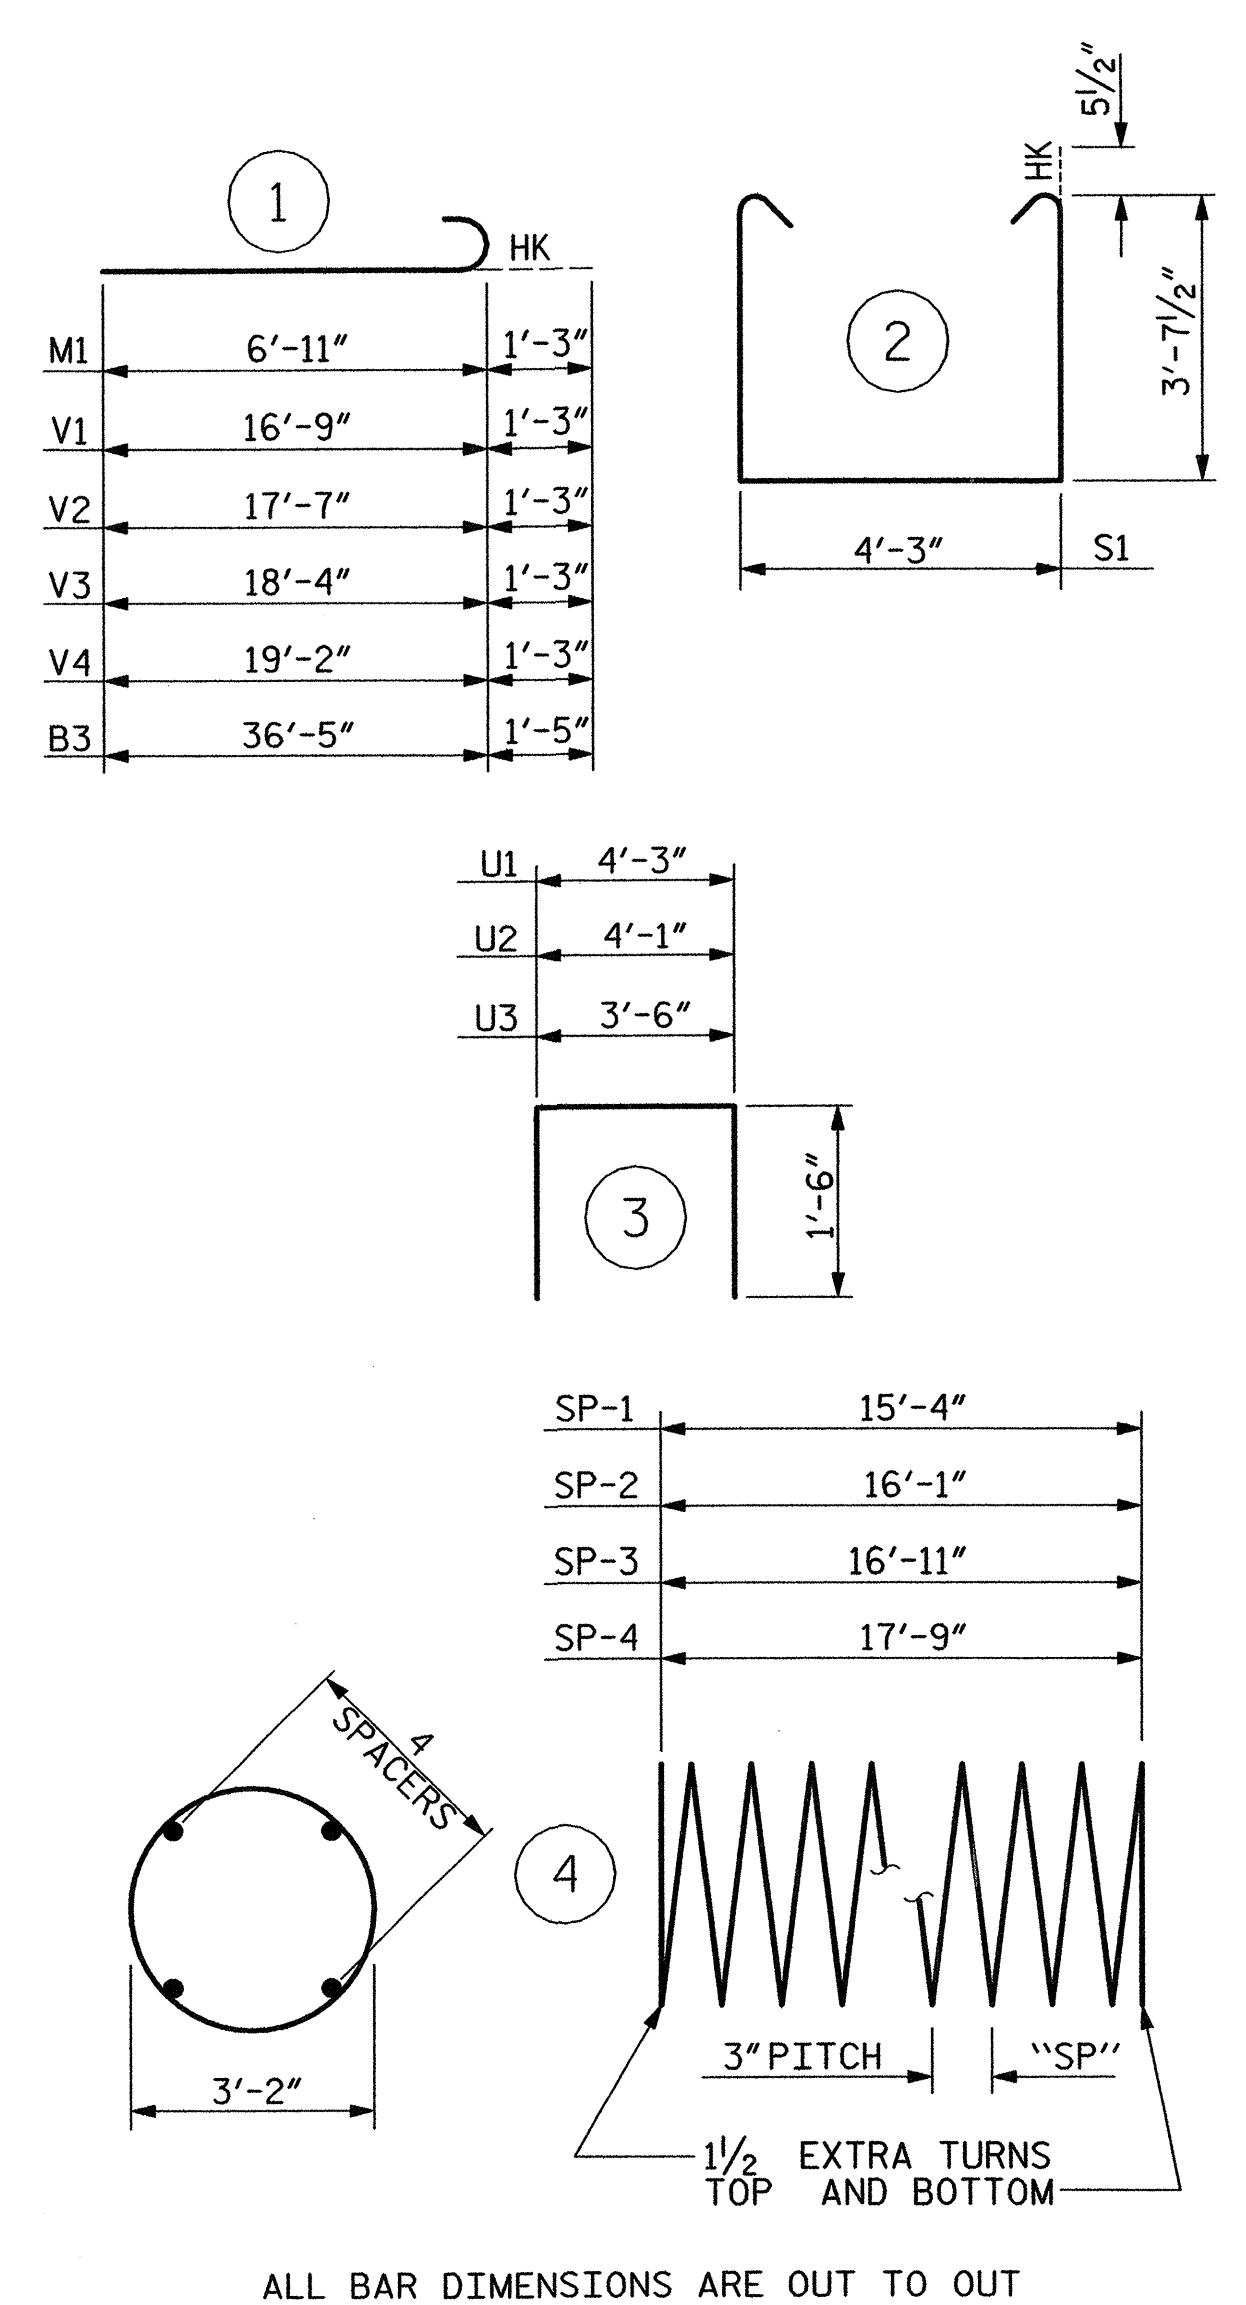 1
HK
M1 6'-11" 1'-3"
V1 16'-9" 1'-3"
V2 17'-7" 1'-3"
V3 18'-4" 1'-3"
V4 19'-2" 1'-3"
B3 36'-5" 1'-5"
5½"
HK
2
3'-7½"
4'-3" S1
U1 4'-3"
U2 4'-1"
U3 3'-6"
3
1'-6"
SP-1 15'-4"
SP-2 16'-1"
SP-3 16'-11"
SP-4 17'-9"
4
SPACERS
4
3'-2"
3" PITCH "SP"
1½ EXTRA TURNS
TOP AND BOTTOM
ALL BAR DIMENSIONS ARE OUT TO OUT